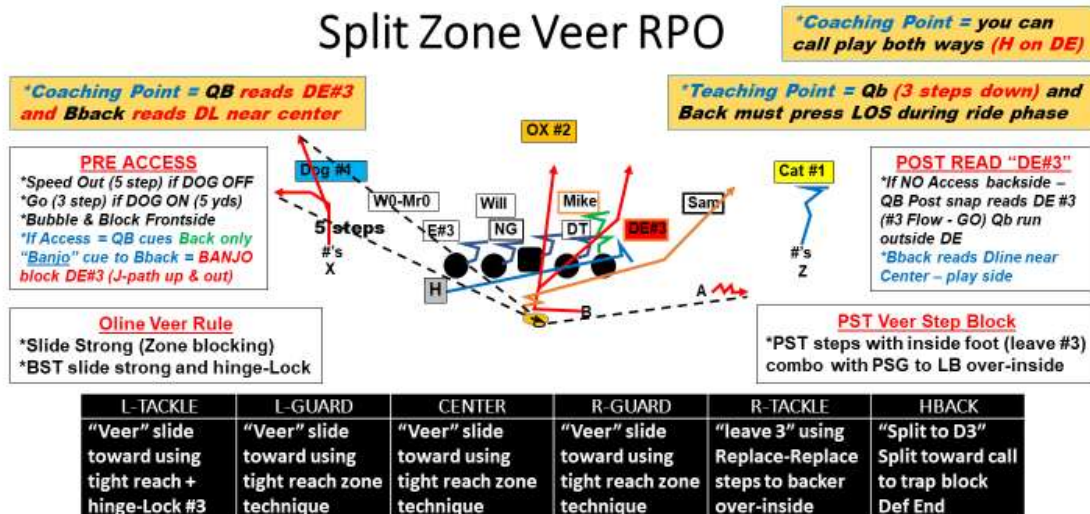 Split Zone Veer RPO
*Coaching Point = you can
call play both ways (H on DE)
*Coaching Point = QB reads DE#3
and Bback reads DL near center
*Teaching Point = Qb (3 steps down) and
Back must press LOS during ride phase
OX #2
PRE ACCESS
*Speed Out (5 step) if DOG OFF
*Go (3 step) if DOG ON (5 yds)
*Bubble & Block Frontside
*If Access = QB cues Back only
“Banjo” cue to Bback = BANJO
block DE#3 (J-path up & out)
Dog #4
W0-Mr0
Will
Mike
Sam
Cat #1
5 steps
E#3
NG
DT
DE#3
#'s
X
#'s
Z
H
A
B
POST READ “DE#3”
*If NO Access backside –
QB Post snap reads DE #3
(#3 Flow - GO) Qb run
outside DE
*Bback reads Dline near
Center – play side
Oline Veer Rule
*Slide Strong (Zone blocking)
*BST slide strong and hinge-Lock
PST Veer Step Block
*PST steps with inside foot (leave #3)
combo with PSG to LB over-inside
L-TACKLE
“Veer” slide
toward using
tight reach +
hinge-Lock #3
L-GUARD
“Veer” slide
toward using
tight reach zone
technique
CENTER
“Veer” slide
toward using
tight reach zone
technique
R-GUARD
“Veer” slide
toward using
tight reach zone
technique
R-TACKLE
“leave 3” using
Replace-Replace
steps to backer
over-inside
HBACK
“Split to D3”
Split toward call
to trap block
Def End